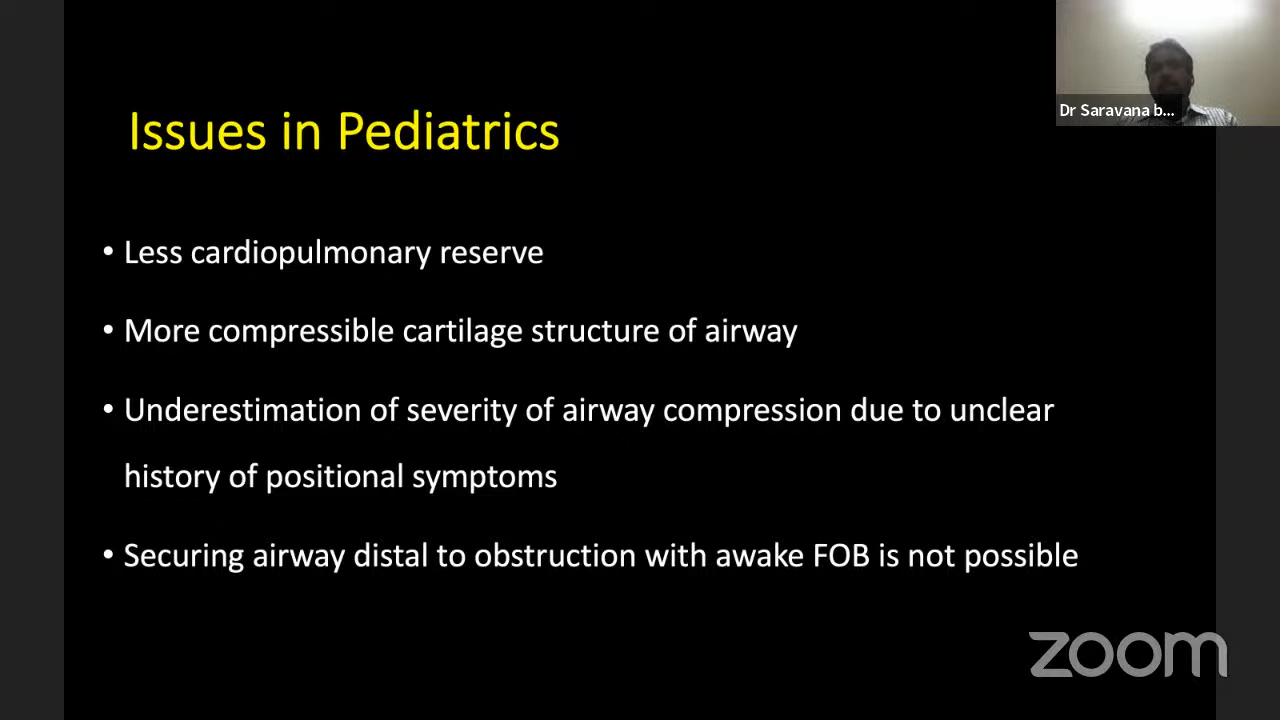 Dr Saravana b...
Issues in Pediatrics
• Less cardiopulmonary reserve
• More compressible cartilage structure of airway
• Underestimation of severity of airway compression due to unclear
history of positional symptoms
• Securing airway distal to obstruction with awake FOB is not possible
zoom